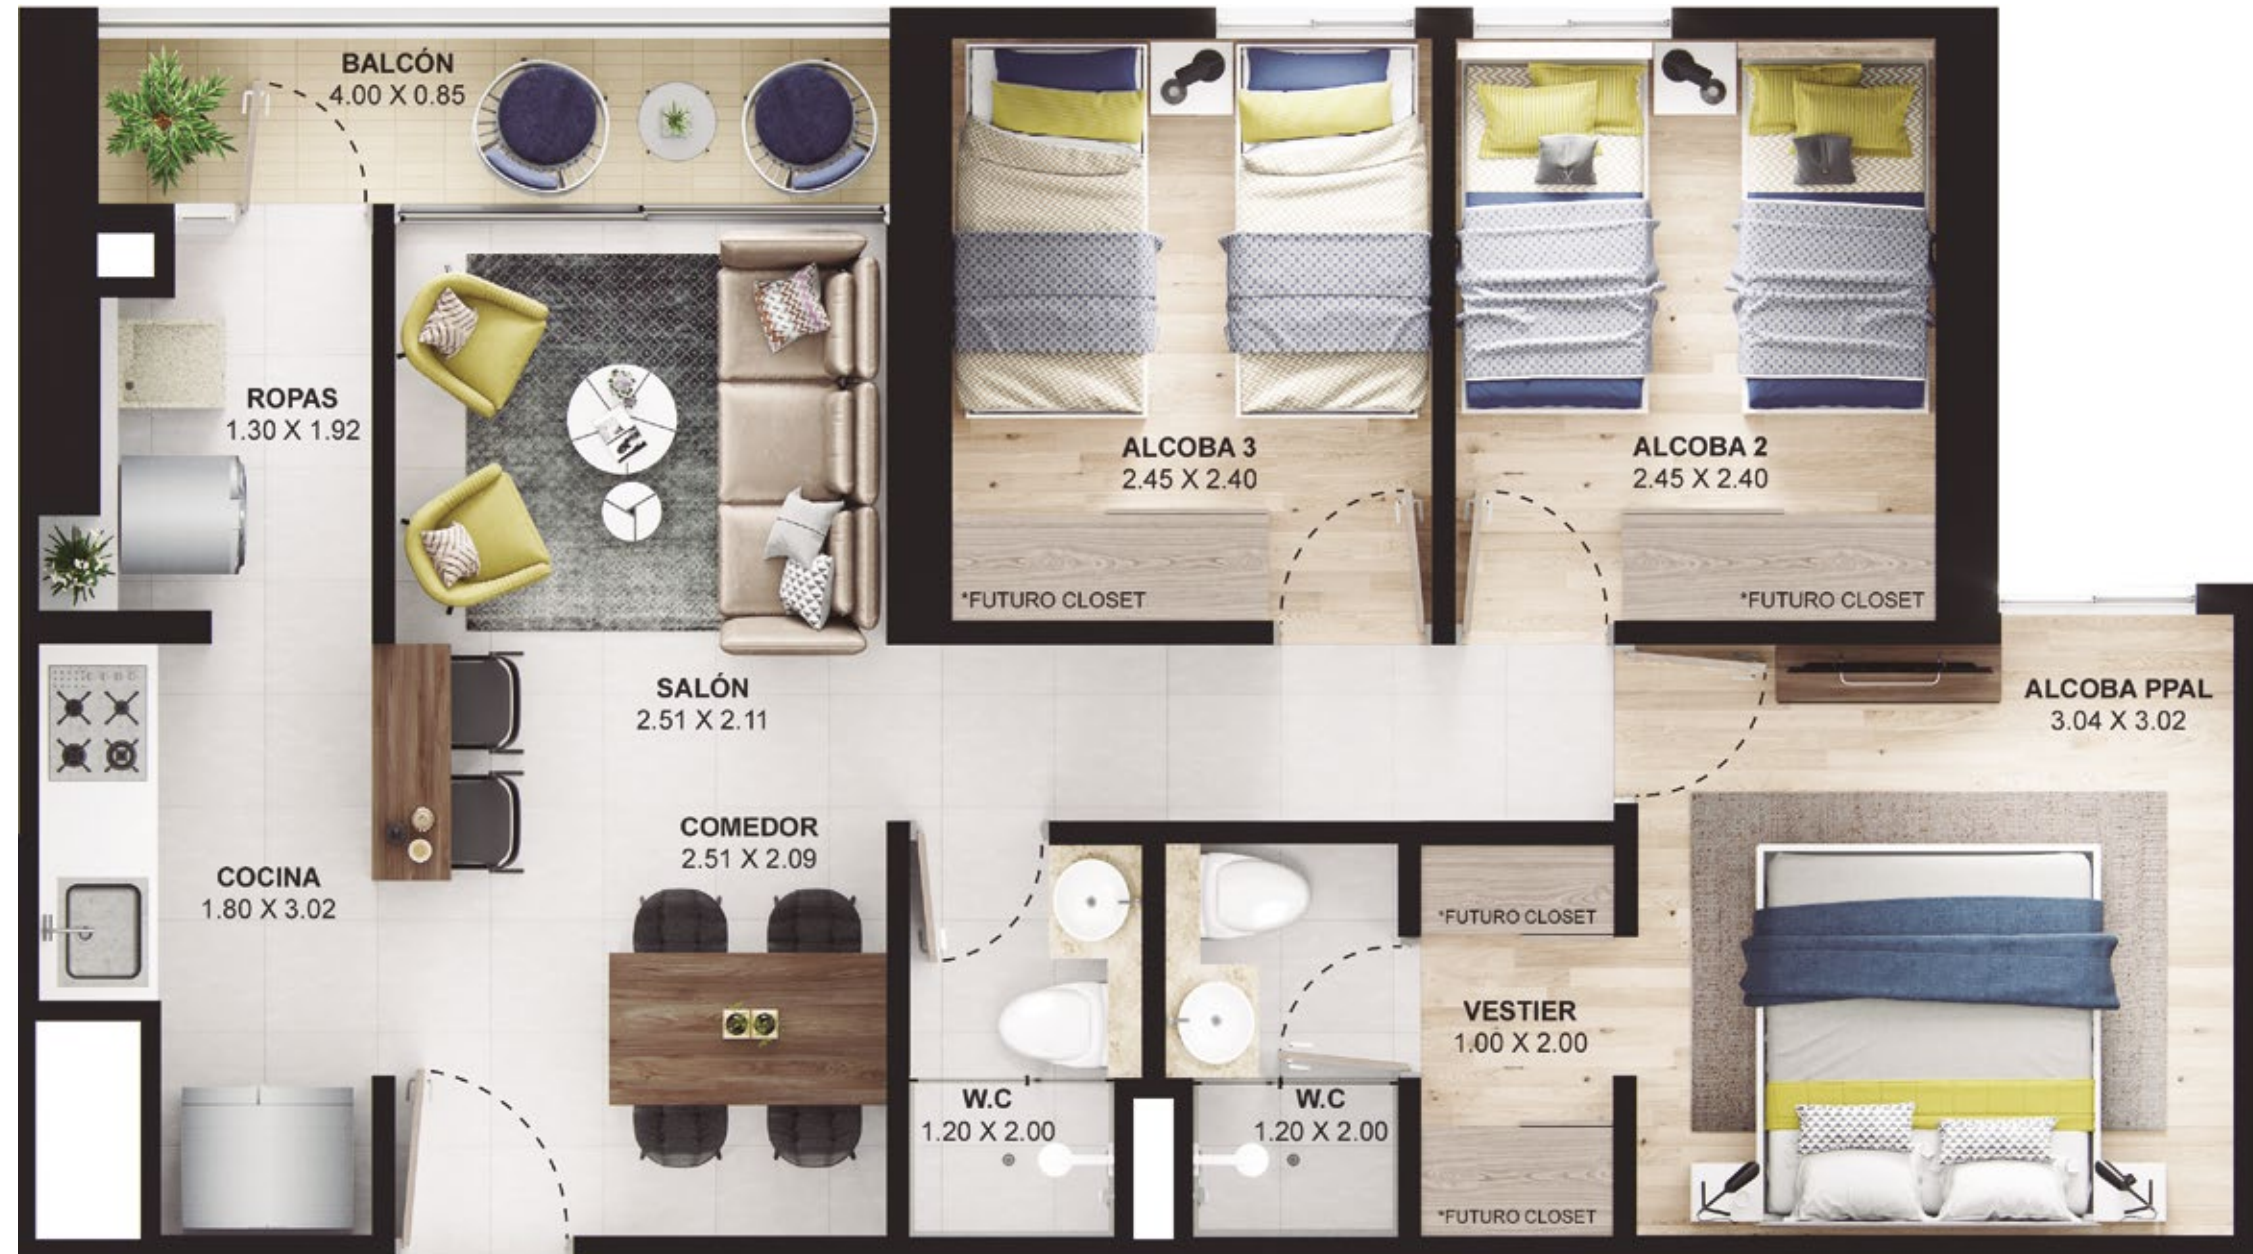 BALCÓN
4.00 X 0.85
ROPAS
1.30 X 1.92
ALCOBA 3
2.45 X 2.40
*FUTURO CLOSET
ALCOBA 2
2.45 X 2.40
*FUTURO CLOSET
SALÓN
2.51 X 2.11
ALCOBA PPAL
3.04 X 3.02
COMEDOR
2.51 X 2.09
COCINA
1.80 X 3.02
*FUTURO CLOSET
VESTIER
1.00 X 2.00
W.C
1.20 X 2.00
W.C
1.20 X 2.00
*FUTURO CLOSET